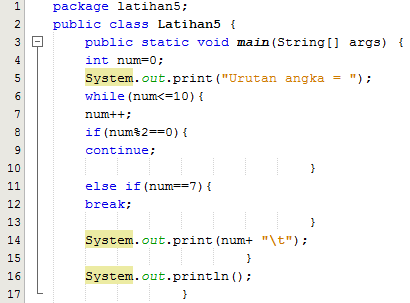 1 package latihan5;
2 public class Latihan5 {
3 public static void main(String[] args) {
4 int num=0;
5 System.out.print("Urutan angka = ");
6 while(num<=10){
7 num++;
8 if(num%2==0){
9 continue;
10 }
11 else if(num==7){
12 break;
13 }
14 System.out.print(num+ "\t");
15 }
16 System.out.println();
17 }